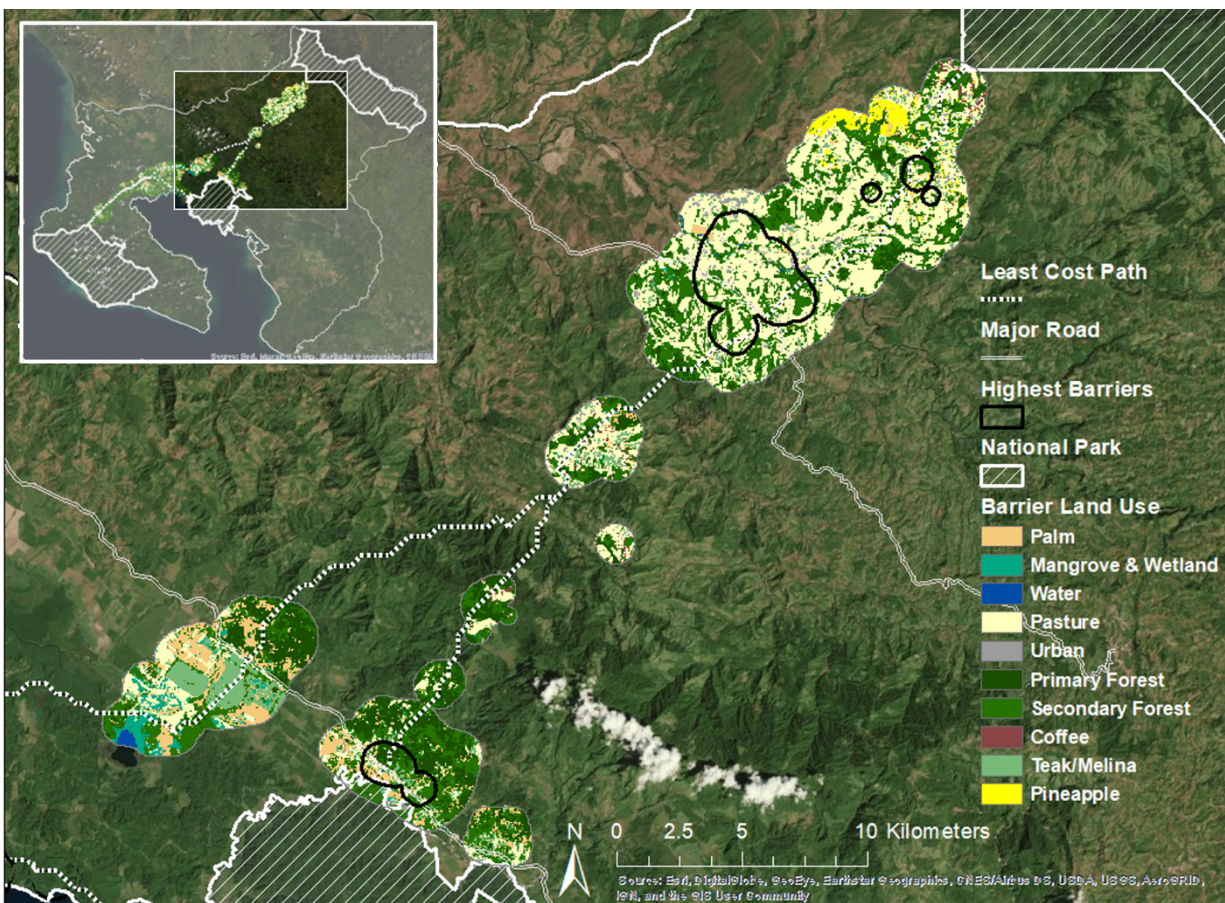 Least Cost Path
Major Road
Highest Barriers
National Park
Barrier Land Use
Palm
Mangrove & Wetland
Water
Pasture
Urban
Primary Forest
Secondary Forest
Coffee
Teak/Melina
Pineapple
N 0 2.5 5 10 Kilometers
Source: Esri, DigitalGlobe, GeoEye, Earthstar Geographics, CNES/Airbus DS, USDA, USGS, AeroGRID,
IGN, and the GIS User Community